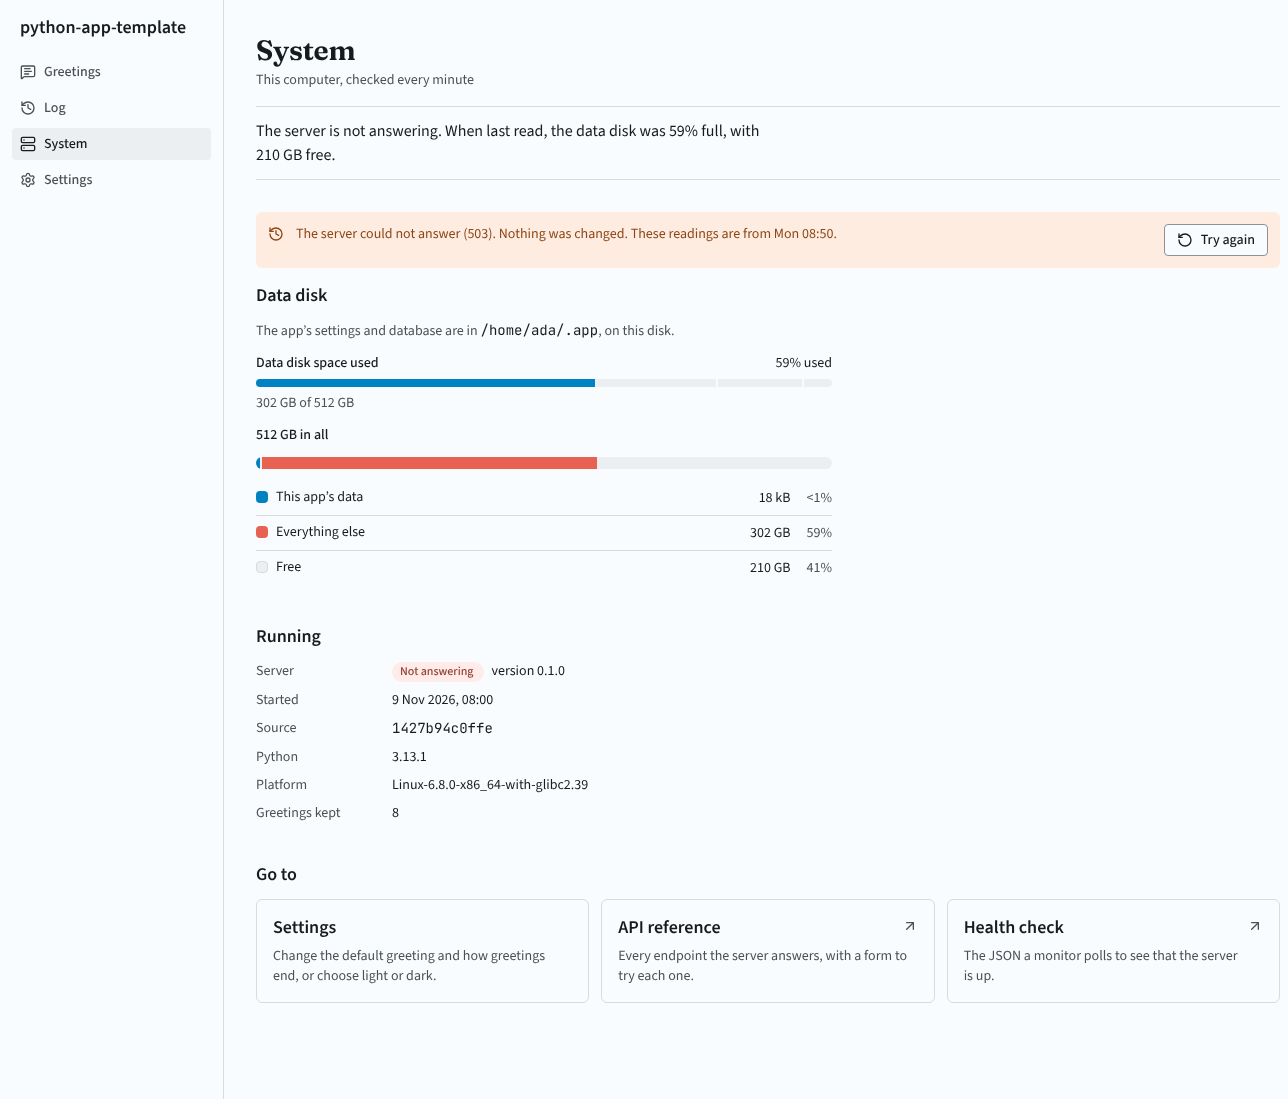 python-app-template
Greetings
Log
System
Settings
System
This computer, checked every minute
The server is not answering. When last read, the data disk was 59% full, with
210 GB free.
The server could not answer (503). Nothing was changed. These readings are from Mon 08:50.
Try again
Data disk
The app’s settings and database are in /home/ada/.app, on this disk.
Data disk space used 59% used
302 GB of 512 GB
512 GB in all
This app’s data 18 kB <1%
Everything else 302 GB 59%
Free 210 GB 41%
Running
Server Not answering version 0.1.0
Started 9 Nov 2026, 08:00
Source 1427b94c0ffe
Python 3.13.1
Platform Linux-6.8.0-x86_64-with-glibc2.39
Greetings kept 8
Go to
Settings
Change the default greeting and how greetings
end, or choose light or dark.
API reference
Every endpoint the server answers, with a form to
try each one.
Health check
The JSON a monitor polls to see that the server
is up.